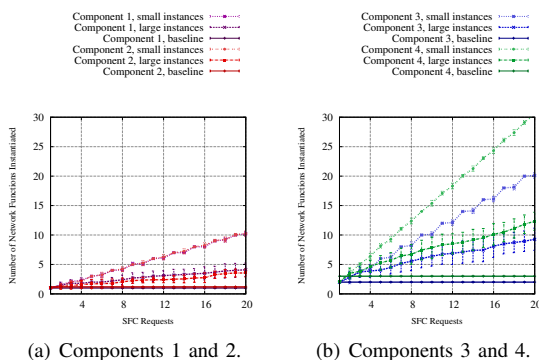 Component 1, small instances
Component 1, large instances
Component 1, baseline
Component 2, small instances
Component 2, large instances
Component 2, baseline
Number of Network Functions Instantiated
30
25
20
15
10
5
0
4
8
12
16
20
SFC Requests
(a) Components 1 and 2.
Component 3, small instances
Component 3, large instances
Component 3, baseline
Component 4, small instances
Component 4, large instances
Component 4, baseline
Number of Network Functions Instantiated
30
25
20
15
10
5
0
4
8
12
16
20
SFC Requests
(b) Components 3 and 4.